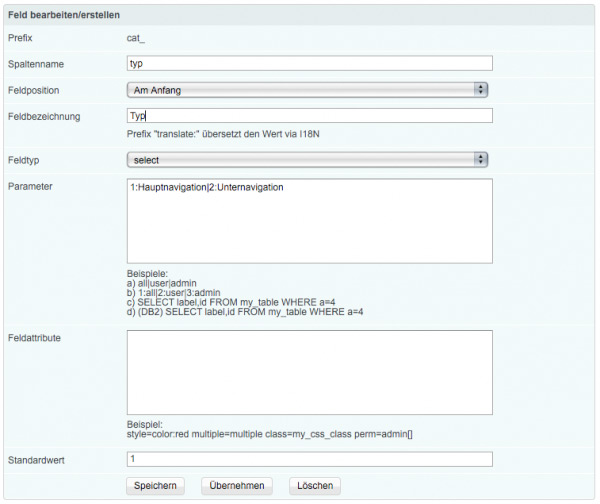 Feld bearbeiten/erstellen
Prefix cat_
Spaltenname typ
Feldposition Am Anfang
Feldbezeichnung Typ
Prefix "translate:" übersetzt den Wert via I18N
Feldtyp select
Parameter 1:Hauptnavigation|2:Unternavigation
Beispiele:
a) all|user|admin
b) 1:all|2:user|3:admin
c) SELECT label,id FROM my_table WHERE a=4
d) (DB2) SELECT label,id FROM my_table WHERE a=4
Feldattribute
Beispiel:
style=color:red multiple=multiple class=my_css_class perm=admin[]
Standardwert 1
Speichern Übernehmen Löschen